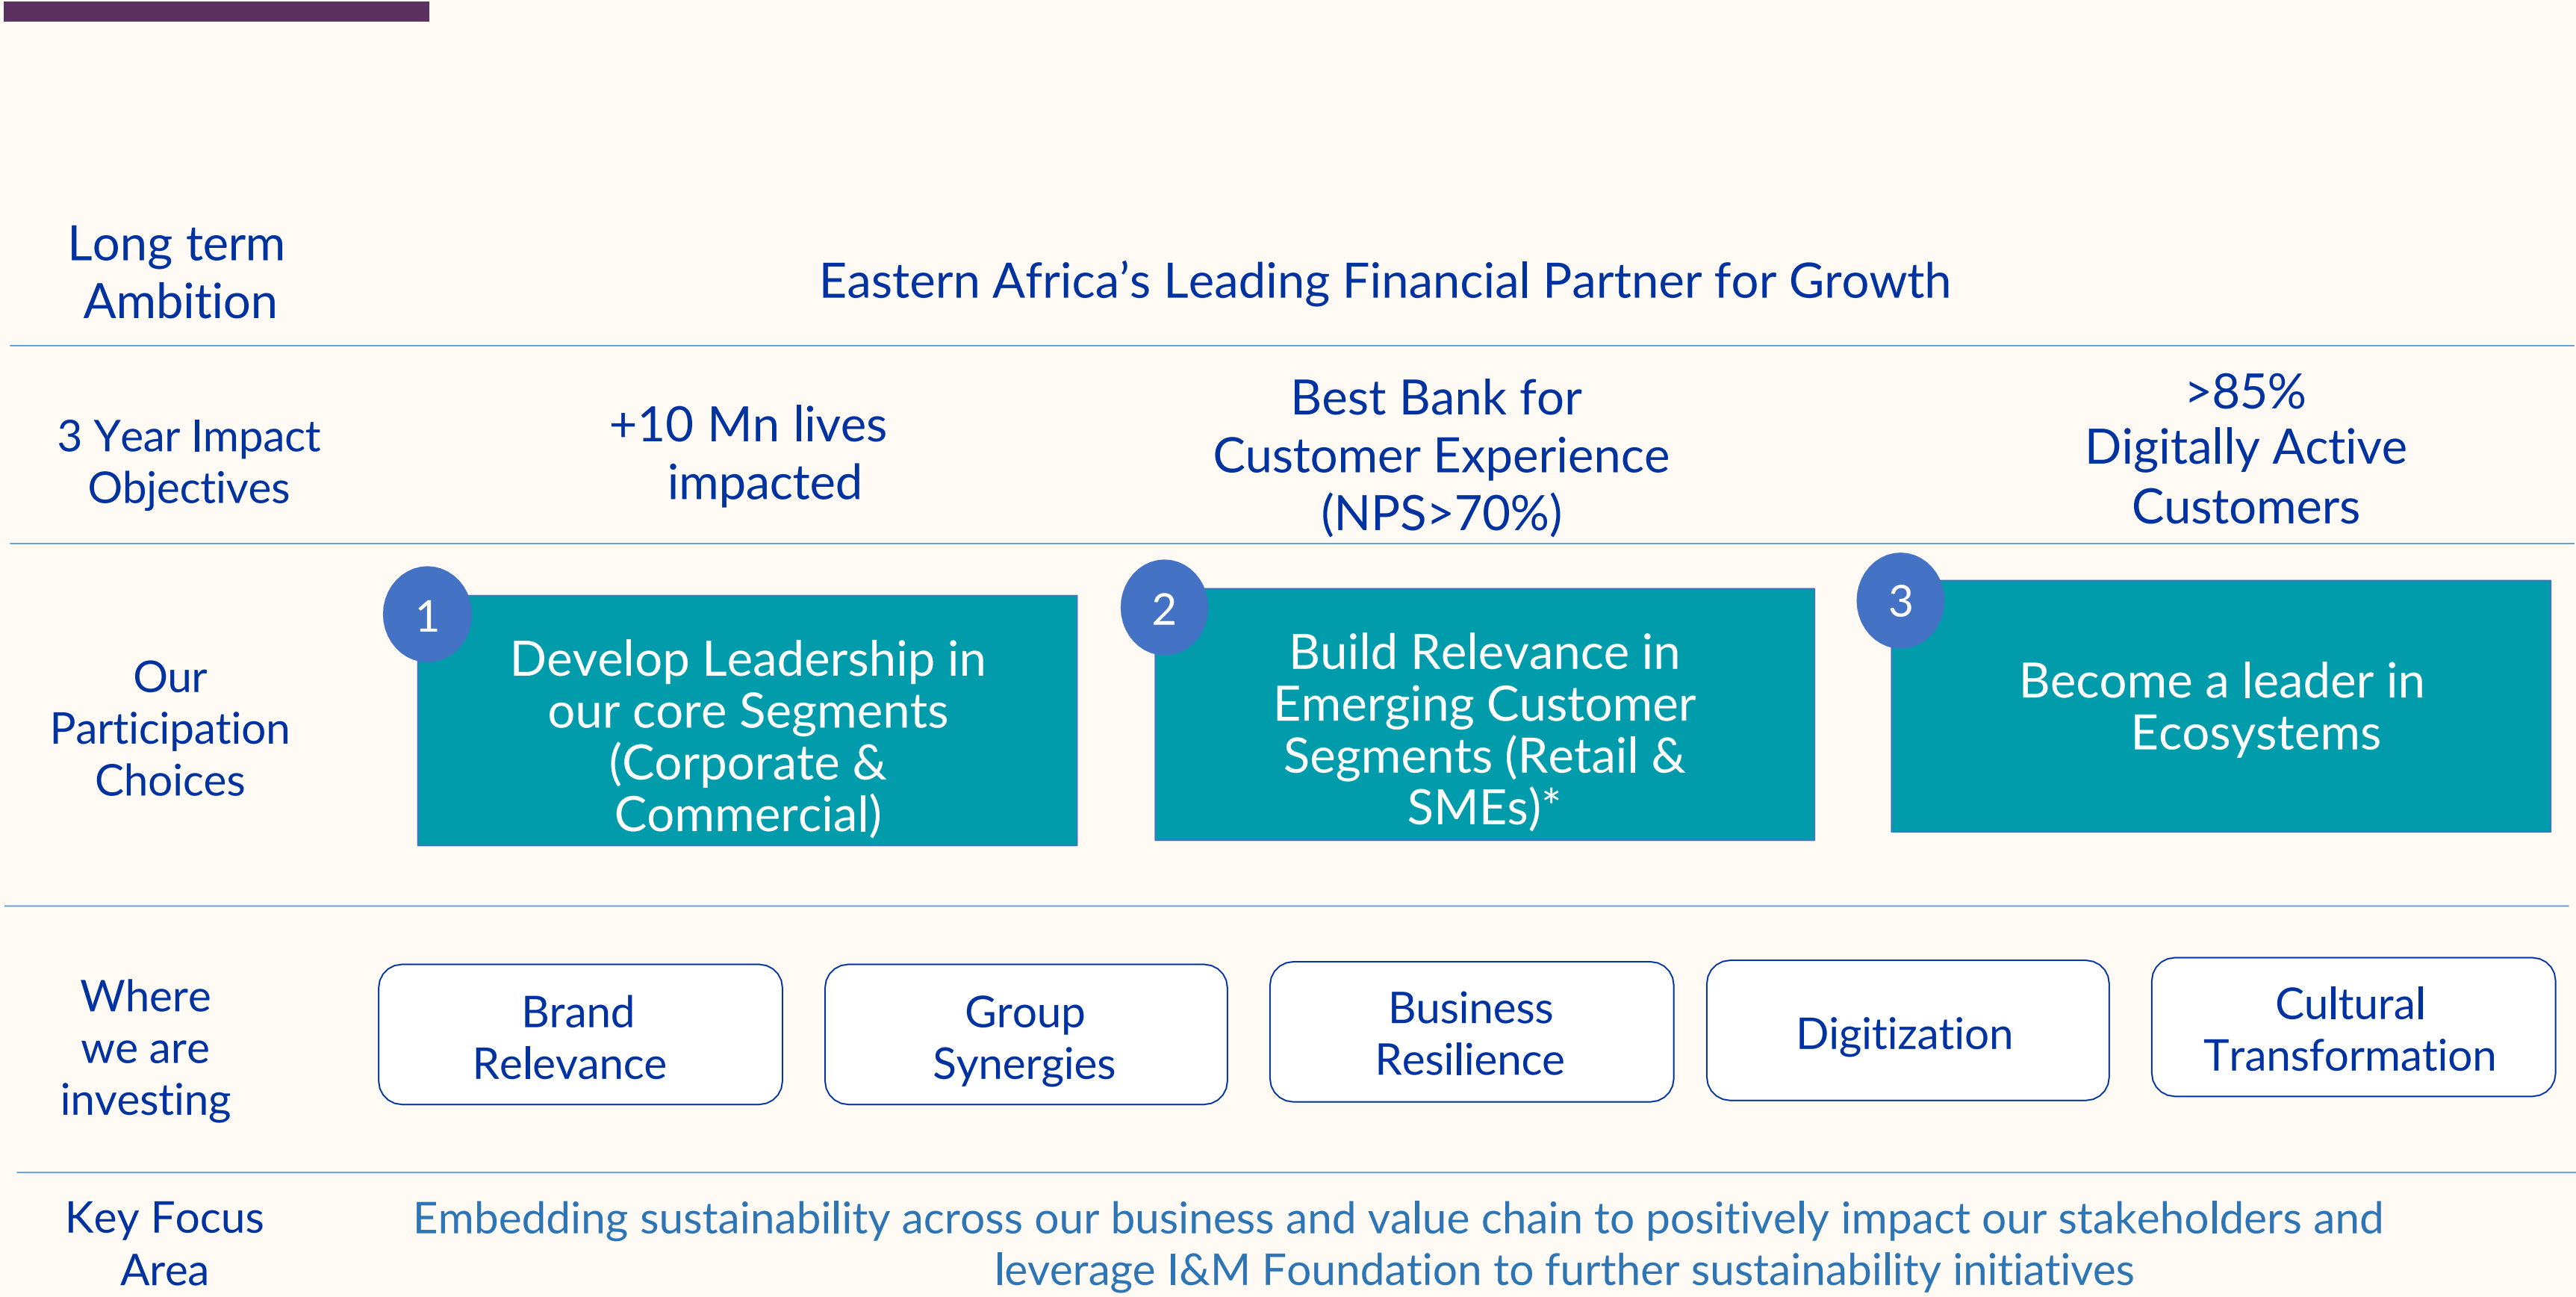 Long term
Ambition
Eastern Africa’s Leading Financial Partner for Growth
3 Year Impact
Objectives
+10 Mn lives
impacted
Best Bank for
Customer Experience
(NPS>70%)
>85%
Digitally Active
Customers
Our
Participation
Choices
1
Develop Leadership in
our core Segments
(Corporate &
Commercial)
2
Build Relevance in
Emerging Customer
Segments (Retail &
SMEs)*
3
Become a leader in
Ecosystems
Where
we are
investing
Brand
Relevance
Group
Synergies
Business
Resilience
Digitization
Cultural
Transformation
Key Focus
Area
Embedding sustainability across our business and value chain to positively impact our stakeholders and
leverage I&M Foundation to further sustainability initiatives